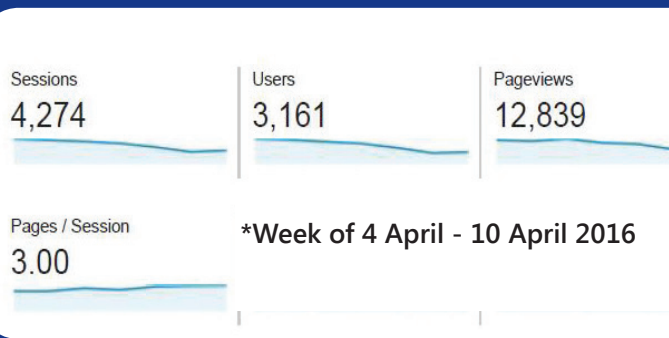 Sessions
4,274
Users
3,161
Pageviews
12,839
Pages / Session
3.00
*Week of 4 April - 10 April 2016